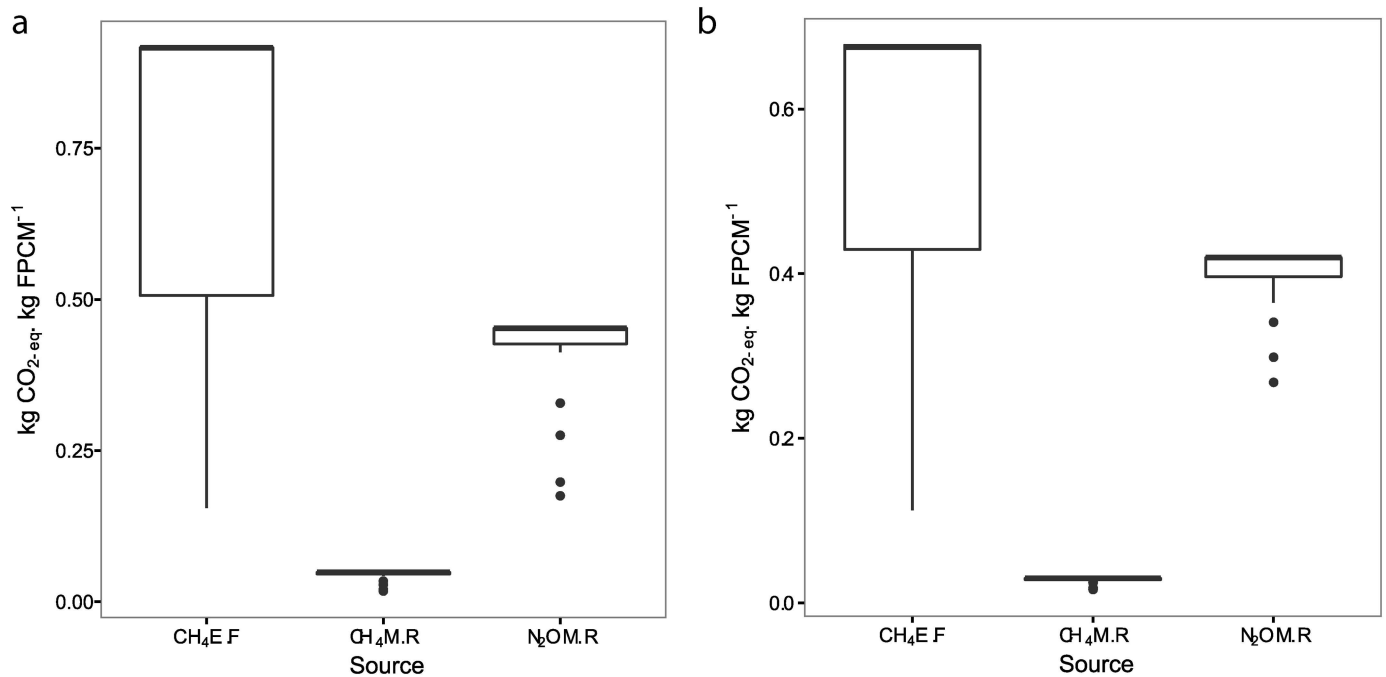 a
0.75
0.50
0.25
0.00
kg CO2-eq. kg FPCM-1
CH4E.F
CH4M.R
N2OM.R
Source
b
0.6
0.4
0.2
0.0
kg CO2-eq. kg FPCM-1
CH4E.F
CH4M.R
N2OM.R
Source